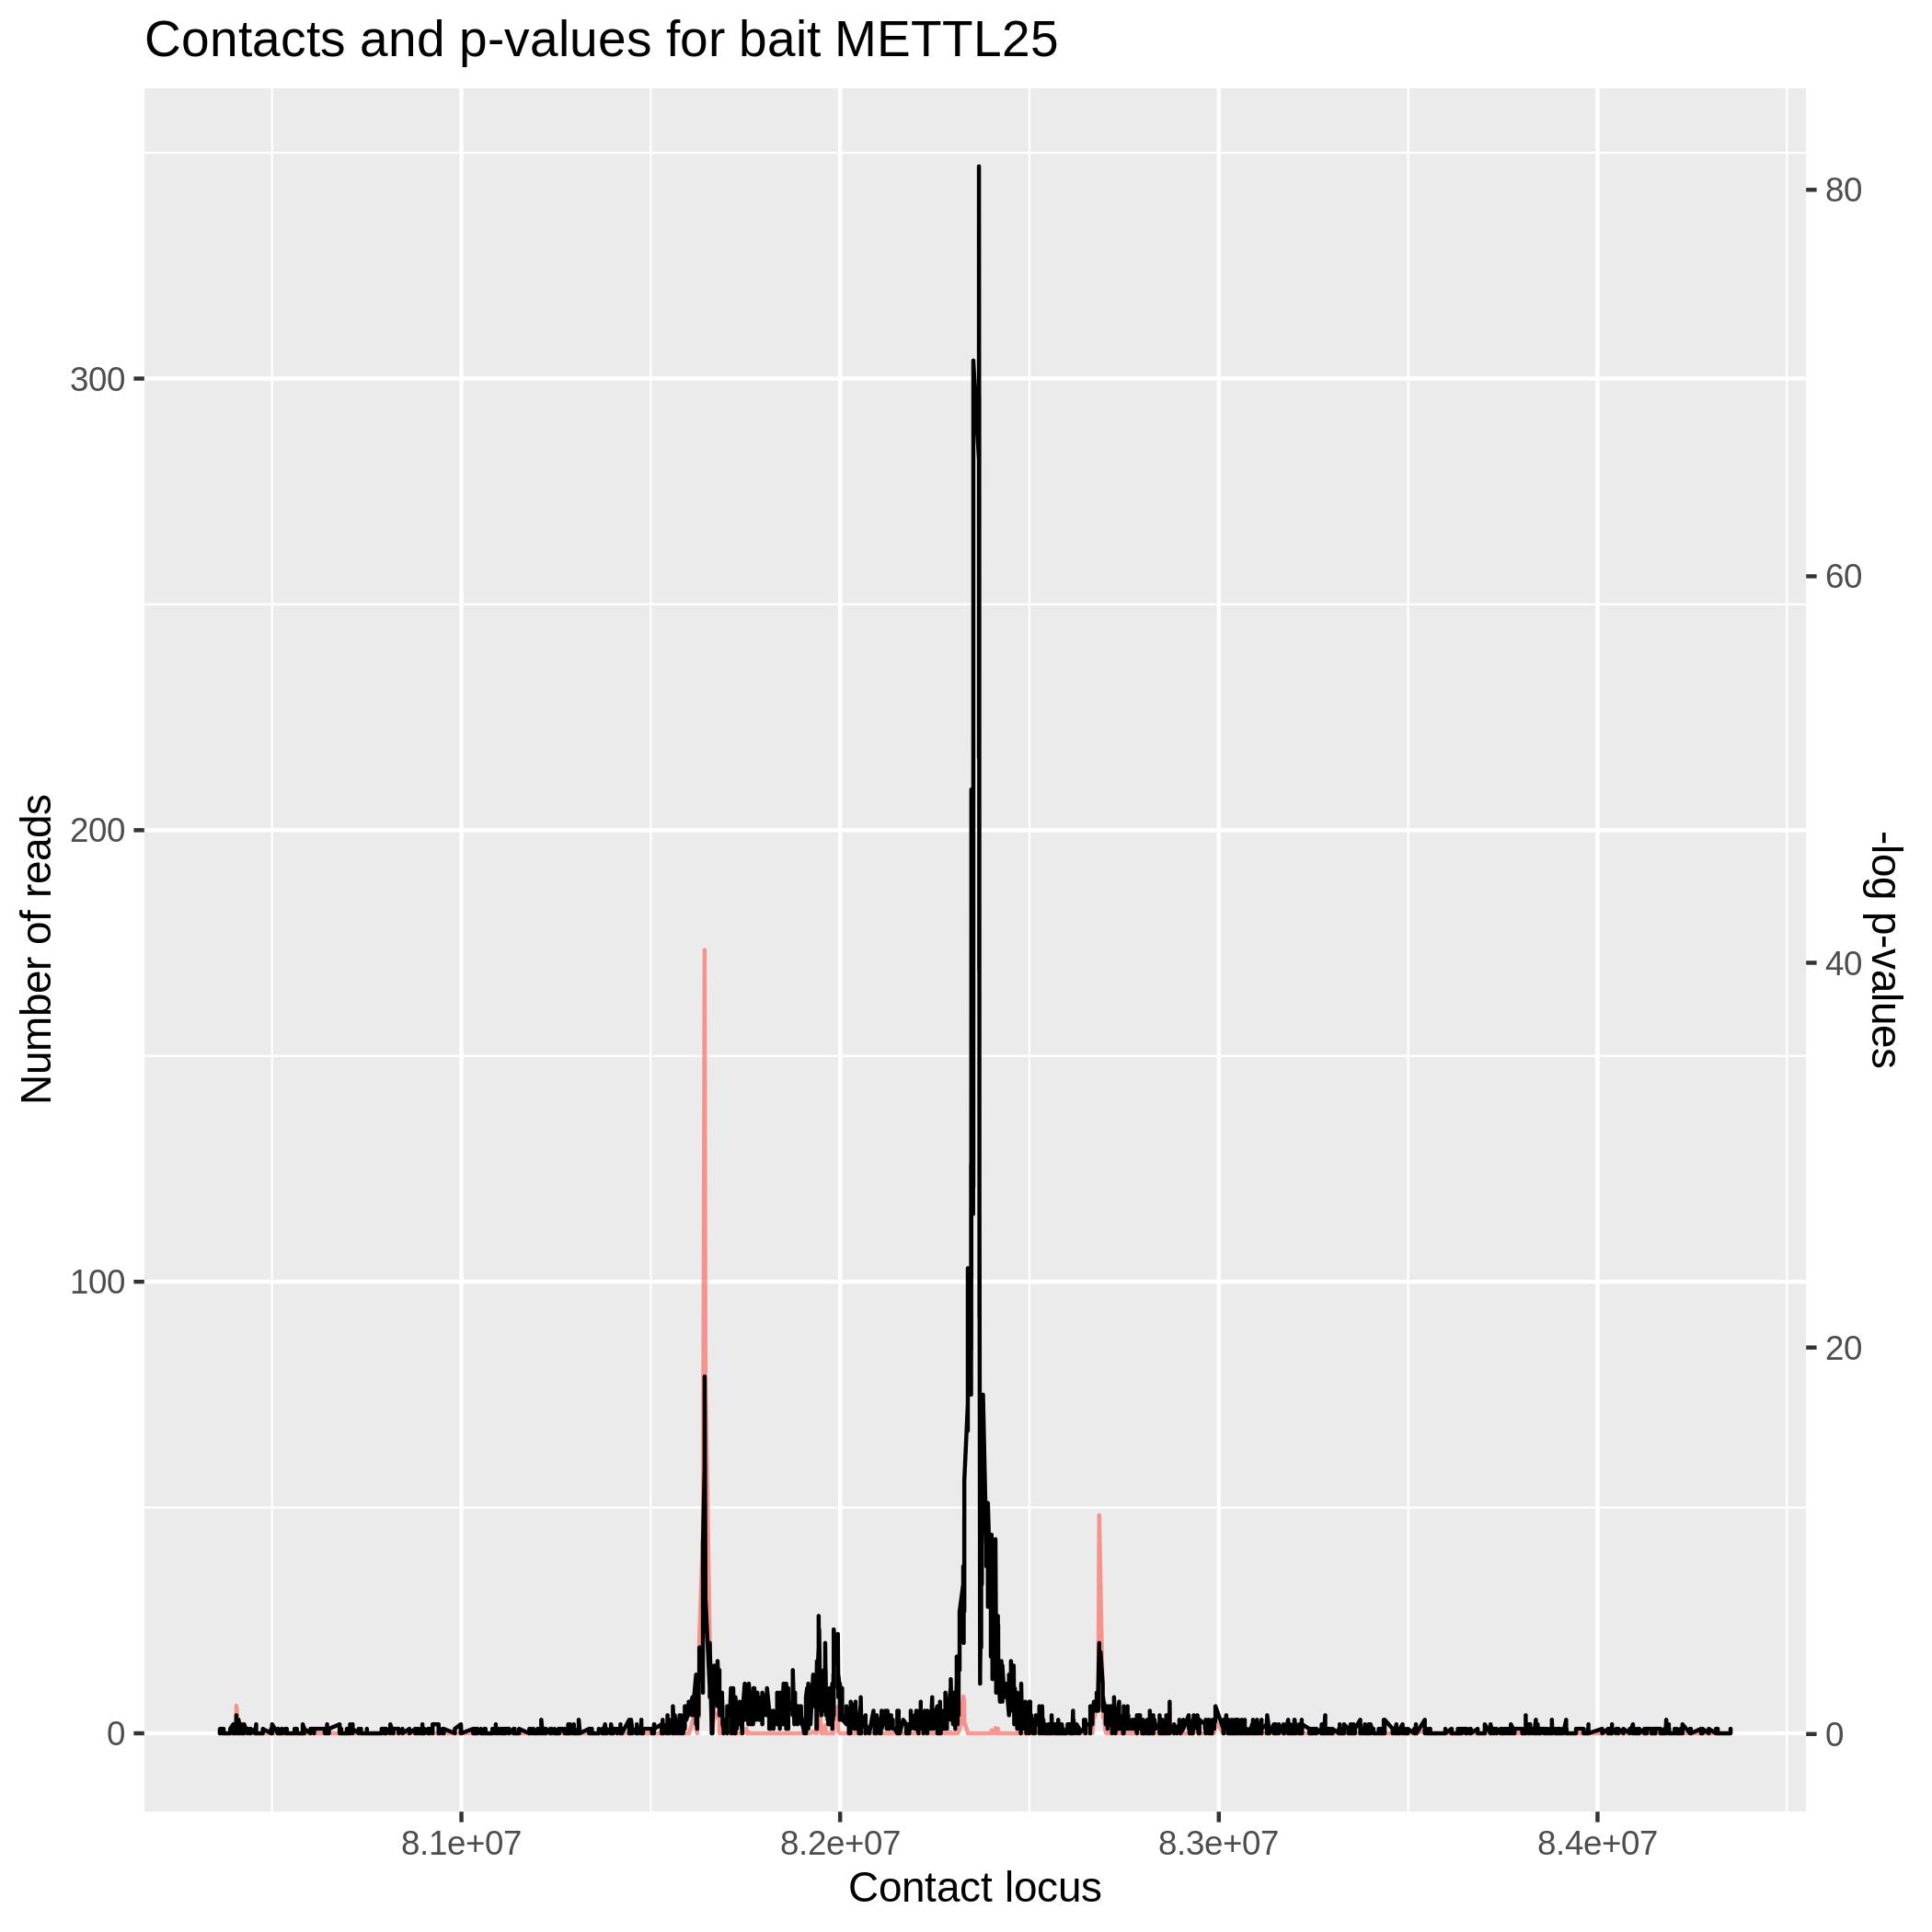 Contacts and p-values for bait METTL25
Number of reads
300
200
100
0
80
60
40
20
0
-log p-values
8.1e+07
8.2e+07
8.3e+07
8.4e+07
Contact locus